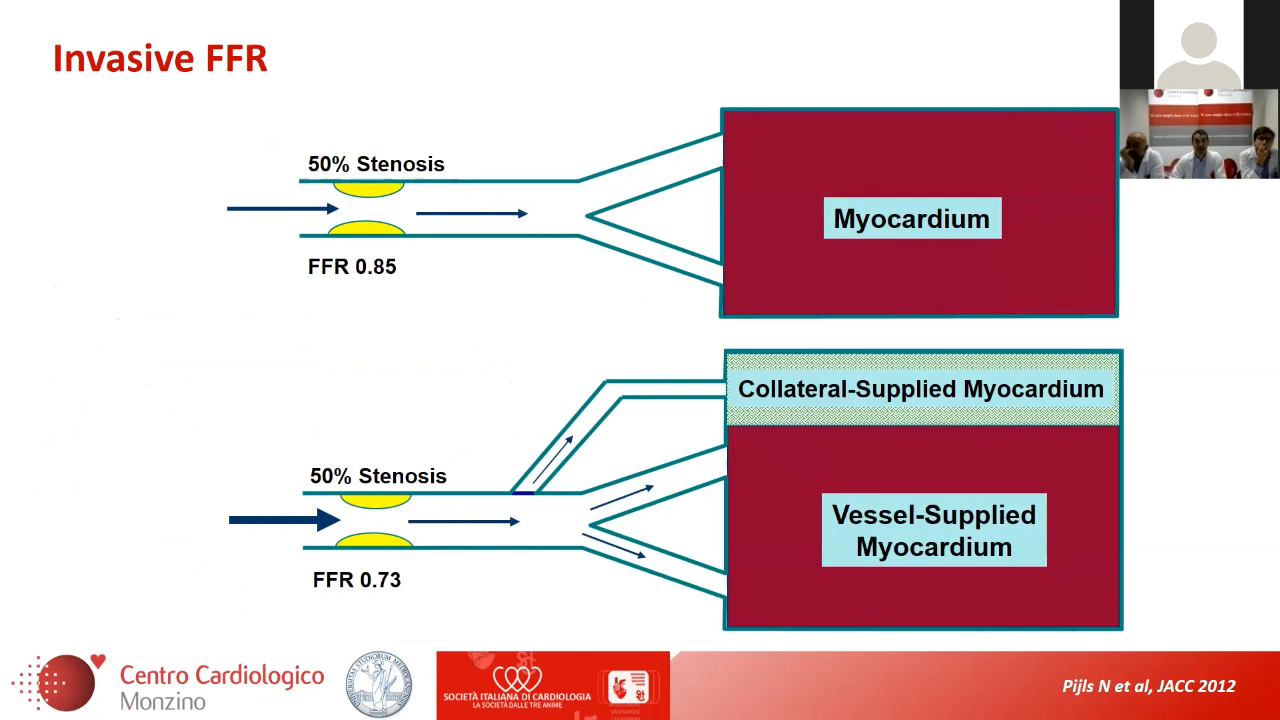 Invasive FFR
50% Stenosis
FFR 0.85
Myocardium
Collateral-Supplied Myocardium
50% Stenosis
FFR 0.73
Vessel-Supplied
Myocardium
Centro Cardiologico
Monzino
SOCIETÀ ITALIANA DI CARDIOLOGIA
LA SOCIETÀ DALLE TRE ANIME
Pijls N et al, JACC 2012